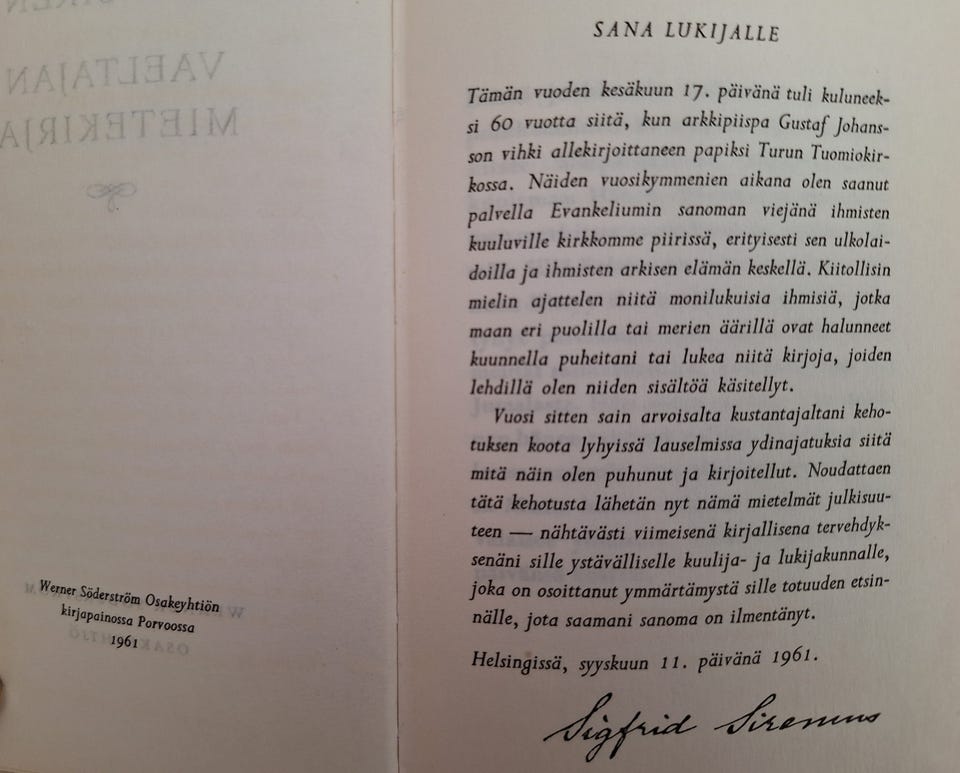 VAELTAJAN
MIETEKIRJA
Werner Söderström Osakeyhtiön
kirjapainossa Porvoossa
1961
SANA LUKIJALLE
Tämän vuoden kesäkuun 17. päivänä tuli kuluneek-
si 60 vuotta siitä, kun arkkipiispa Gustaf Johans-
son vihki allekirjoittaneen papiksi Turun Tuomiokir-
kossa. Näiden vuosikymmenien aikana olen saanut
palvella Evankeliumin sanoman viejänä ihmisten
kuuluville kirkkomme piirissä, erityisesti sen ulkolai-
doilla ja ihmisten arkisen elämän keskellä. Kiitollisin
mielin ajattelen niitä monilukuisia ihmisiä, jotka
maan eri puolilla tai merien äärillä ovat halunneet
kuunnella puheitani tai lukea niitä kirjoja, joiden
lehdillä olen niiden sisältöä käsitellyt.
Vuosi sitten sain arvoisalta kustantajaltani keho-
tuksen koota lyhyissä lauselmissa ydinajatuksia siitä
mitä näin olen puhunut ja kirjoitellut. Noudattaen
tätä kehotusta lähetän nyt nämä mietelmät julkisuu-
teen — nähtävästi viimeisenä kirjallisena tervehdyk-
senäni sille ystävälliselle kuulija- ja lukijakunnalle,
joka on osoittanut ymmärtämystä sille totuuden etsin-
nälle, jota saamani sanoma on ilmentänyt.
Helsingissä, syyskuun 11. päivänä 1961.
Sigfrid Sirenius